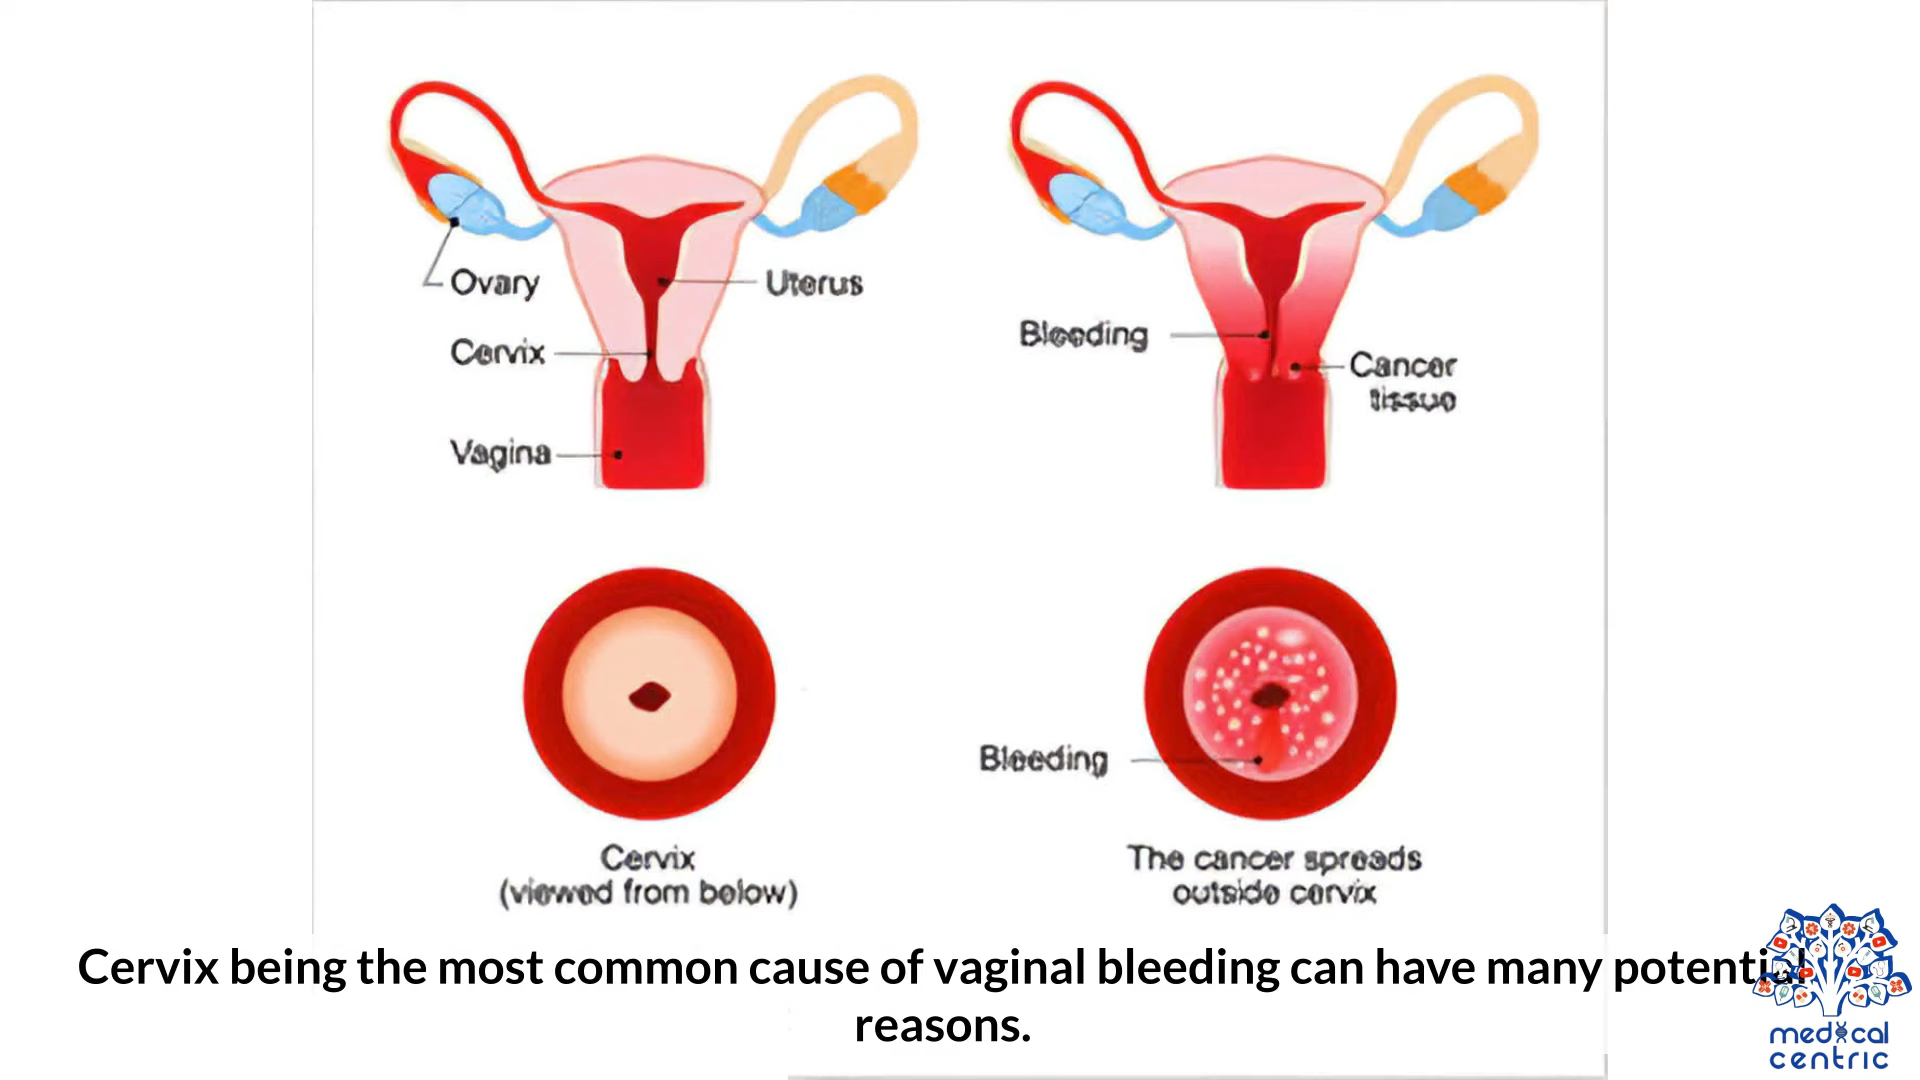 Ovary
Uterus
Cervix
Vagina
Bleeding
Cancer
tissue
Bleeding
Cervix
(viewed from below)
The cancer spreads
outside cervix
Cervix being the most common cause of vaginal bleeding can have many potential
reasons.
medical
centric